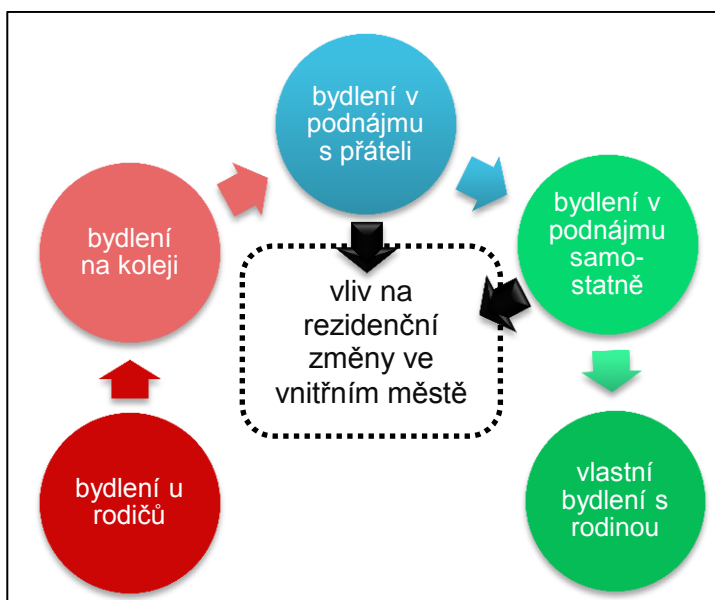 bydlení v
podnájmu
s přáteli
bydlení
na koleji
bydlení v
podnájmu
samo-
statně
vliv na
rezidenční
změny ve
vnitřním městě
bydlení u
rodičů
vlastní
bydlení s
rodinou